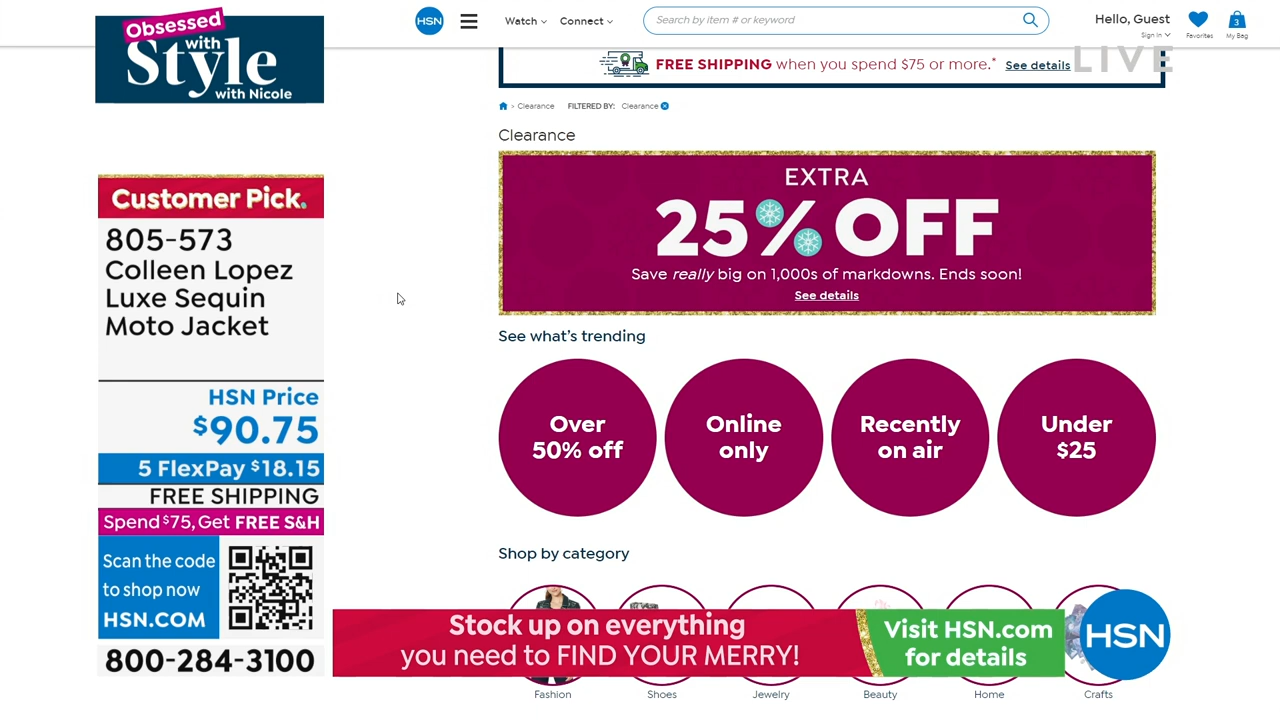 Obsessed
with
Style
with Nicole
HSN
Watch
Connect
Search by item # or keyword
Hello, Guest
Sign in
Favorites
3
My Bag
FREE SHIPPING when you spend $75 or more.* See details
LIVE
> Clearance FILTERED BY: Clearance
Clearance
EXTRA
25% OFF
Save really big on 1,000s of markdowns. Ends soon!
See details
See what's trending
Over
50% off
Online
only
Recently
on air
Under
$25
Shop by category
Fashion
Shoes
Jewelry
Beauty
Home
Crafts
Customer Pick.
805-573
Colleen Lopez
Luxe Sequin
Moto Jacket
HSN Price
$90.75
5 FlexPay $18.15
FREE SHIPPING
Spend $75, Get FREE S&H
Scan the code
to shop now
HSN.COM
800-284-3100
Stock up on everything
you need to FIND YOUR MERRY!
Visit HSN.com
for details
HSN